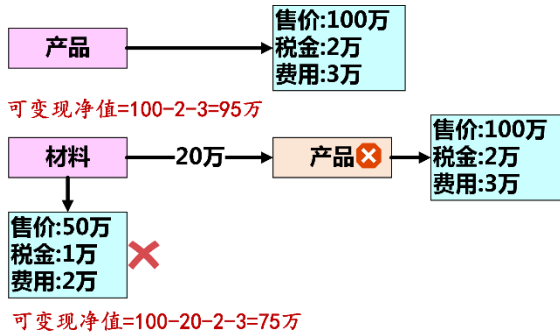 产品
售价:100万
税金:2万
费用:3万
可变现净值=100-2-3=95万
材料
20万
产品
售价:100万
税金:2万
费用:3万
售价:50万
税金:1万
费用:2万
可变现净值=100-20-2-3=75万